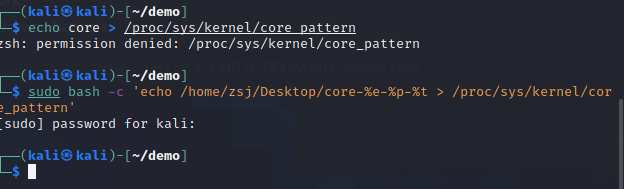 ┌──(kali㉿kali)-[~/demo]
└─$ echo core > /proc/sys/kernel/core_pattern
zsh: permission denied: /proc/sys/kernel/core_pattern
┌──(kali㉿kali)-[~/demo]
└─$ sudo bash -c 'echo /home/zsj/Desktop/core-%e-%p-%t > /proc/sys/kernel/cor
e_pattern'
[sudo] password for kali:
┌──(kali㉿kali)-[~/demo]
└─$